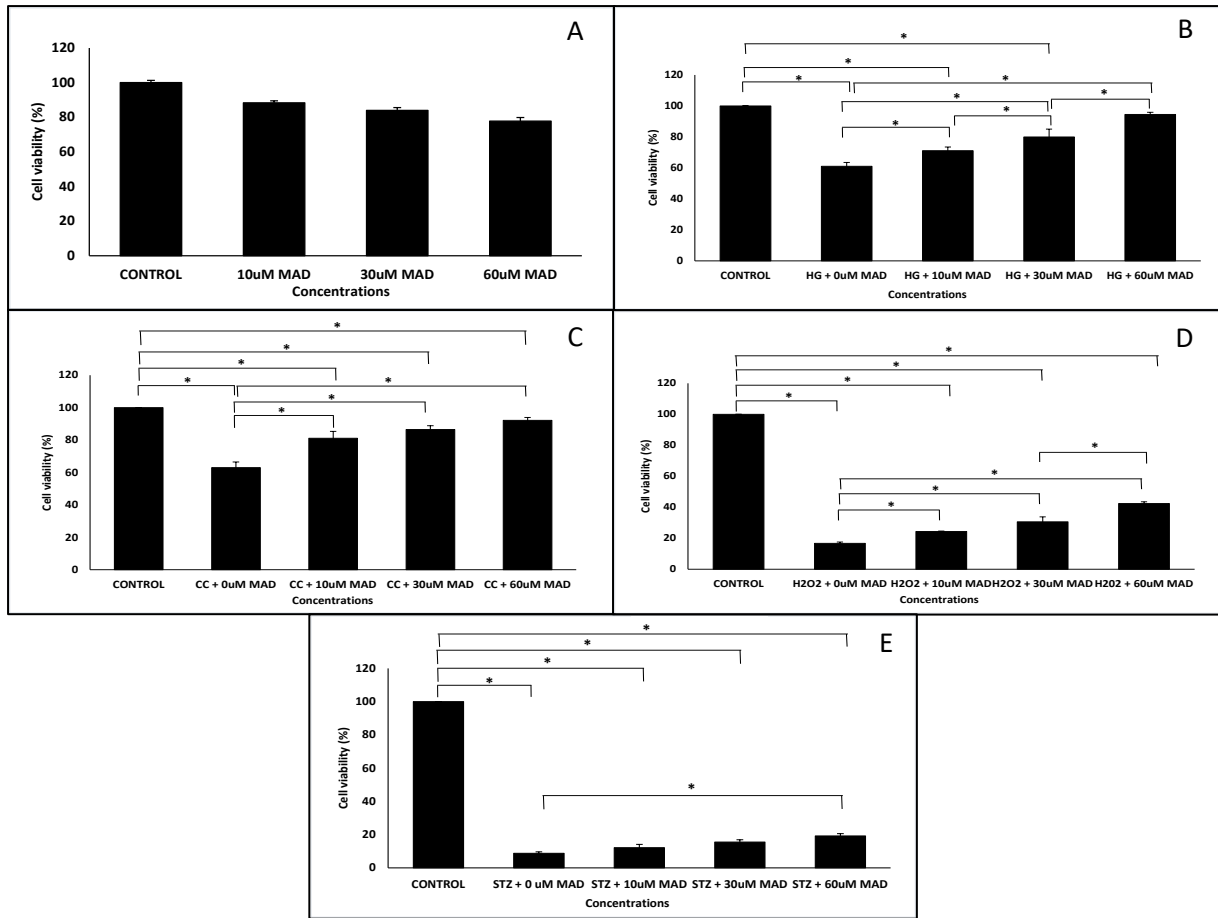 A
120
100
80
60
40
20
0
Cell viability (%)
CONTROL 10uM MAD 30uM MAD 60uM MAD
Concentrations
B
*
* *
* *
* *
* *
120
100
80
60
40
20
0
Cell viability (%)
CONTROL HG + 0uM MAD HG + 10uM MAD HG + 30uM MAD HG + 60uM MAD
Concentrations
C
*
*
*
* *
*
*
120
100
80
60
40
20
0
Cell viability (%)
CONTROL CC + 0uM MAD CC + 10uM MAD CC + 30uM MAD CC + 60uM MAD
Concentrations
D
*
*
*
*
*
*
*
*
120
100
80
60
40
20
0
Cell viability (%)
CONTROL H2O2 + 0uM MAD H2O2 + 10uM MAD H2O2 + 30uM MAD H202 + 60uM MAD
Concentrations
E
*
*
*
*
*
120
100
80
60
40
20
0
Cell viability (%)
CONTROL STZ + 0 uM MAD STZ + 10uM MAD STZ + 30uM MAD STZ + 60uM MAD
Concentrations